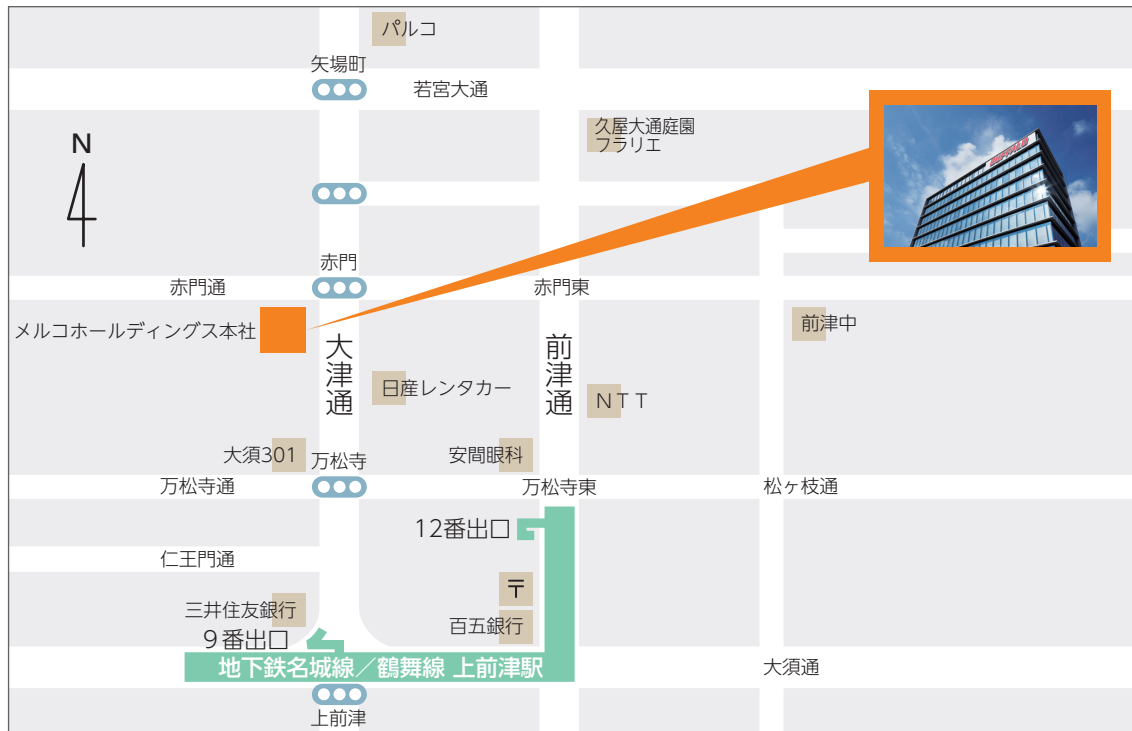 パルコ
矢場町
若宮大通
久屋大通庭園
フラリエ
N
BUFFALO
赤門
赤門通
赤門東
メルコホールディングス本社
前津中
大津通
前津通
日産レンタカー
NTT
大須301
万松寺
安間眼科
万松寺通
万松寺東
松ヶ枝通
12番出口
仁王門通
〒
三井住友銀行
百五銀行
9番出口
地下鉄名城線／鶴舞線 上前津駅
大須通
上前津